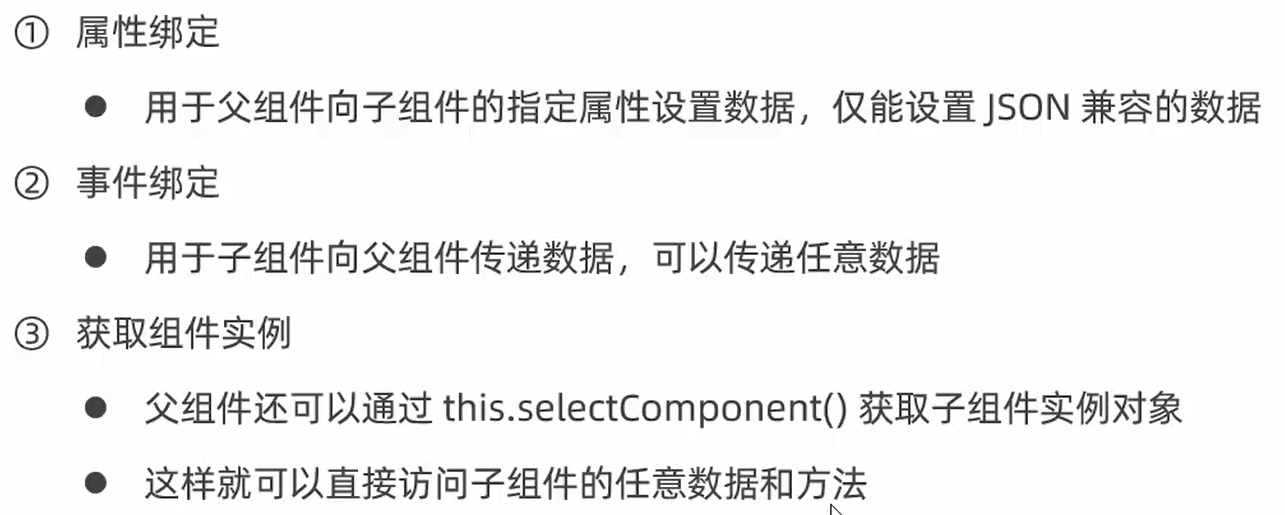 ① 属性绑定
● 用于父组件向子组件的指定属性设置数据，仅能设置 JSON 兼容的数据
② 事件绑定
● 用于子组件向父组件传递数据，可以传递任意数据
③ 获取组件实例
● 父组件还可以通过 this.selectComponent() 获取子组件实例对象
● 这样就可以直接访问子组件的任意数据和方法